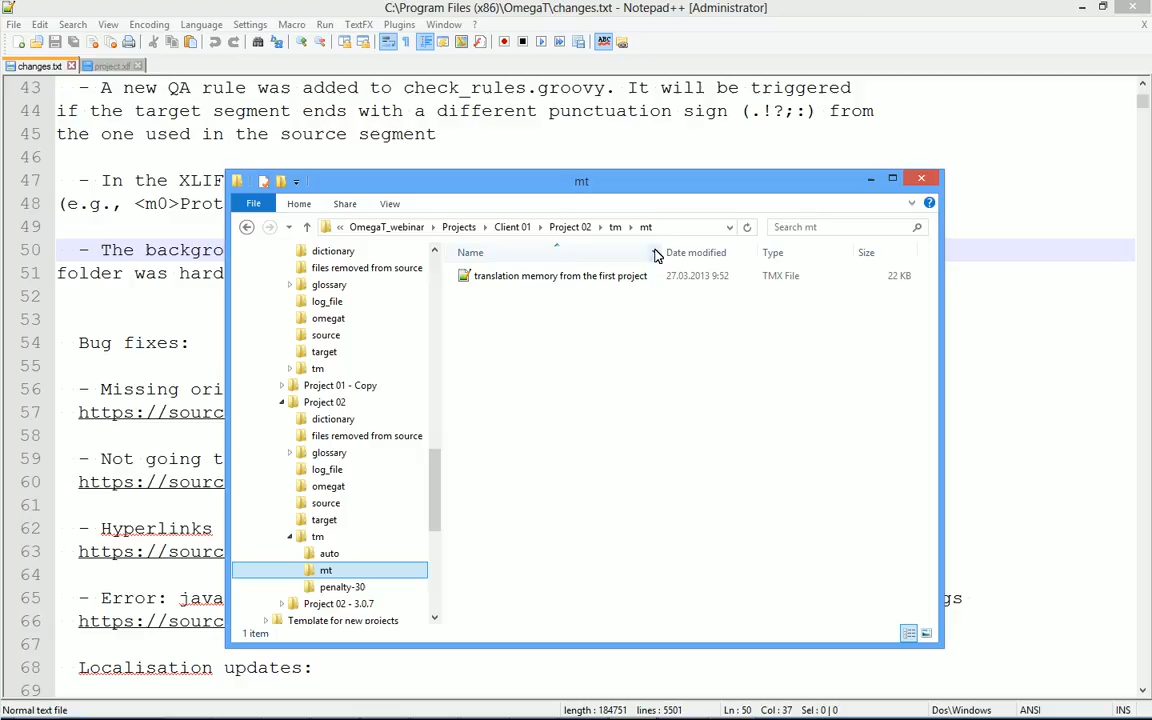 C:\Program Files (x86)\OmegaT\changes.txt - Notepad++ [Administrator]
File Edit Search View Encoding Language Settings Macro Run TextFX Plugins Window ? X
changes.txt project.xlf
43 - A new QA rule was added to check_rules.groovy. It will be triggered
44 if the target segment ends with a different punctuation sign (.!?;:) from
45 the one used in the source segment
46
47 - In the XLIF
48 (e.g., <m0>Prot
49
50 - The backgro
51 folder was hard
52
53
54 Bug fixes:
55
56 - Missing ori
57 https://sourc
58
59 - Not going t
60 https://sourc
61
62 - Hyperlinks
63 https://sourc
64
65 - Error: java gs
66 https://sourc
67
68 Localisation updates:
69
mt
File Home Share View
« OmegaT_webinar Projects Client 01 Project 02 tm mt Search mt
Name Date modified Type Size
translation memory from the first project 27.03.2013 9:52 TMX File 22 KB
dictionary
files removed from source
glossary
log_file
omegat
source
target
tm
Project 01 - Copy
Project 02
dictionary
files removed from source
glossary
log_file
omegat
source
target
tm
auto
mt
penalty-30
Project 02 - 3.0.7
Template for new projects
1 item
Normal text file length : 184751 lines : 5501 Ln : 50 Col : 37 Sel : 0 | 0 Dos\Windows ANSI INS